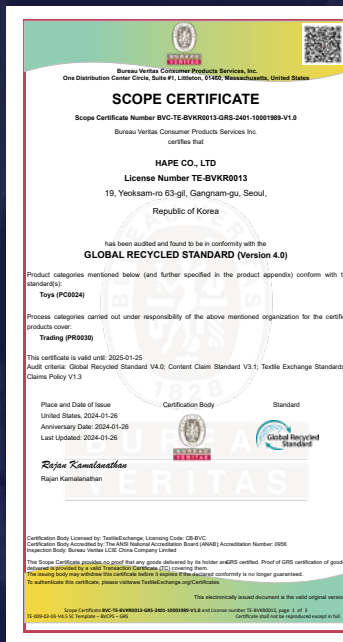 BUREAU
VERITAS
Bureau Veritas Consumer Products Services, Inc.
One Distribution Center Circle, Suite #1, Littleton, 01460, Massachusetts, United States
SCOPE CERTIFICATE
Scope Certificate Number BVC-TE-BVKR0013-GRS-2401-10001989-V1.0
Bureau Veritas Consumer Products Services Inc.
certifies that
HAPE CO., LTD
License Number TE-BVKR0013
19, Yeoksam-ro 63-gil, Gangnam-gu, Seoul,
Republic of Korea
has been audited and found to be in conformity with the
GLOBAL RECYCLED STANDARD (Version 4.0)
Product categories mentioned below (and further specified in the product appendix) conform with t
standard(s):
Toys (PC0024)
Process categories carried out under responsibility of the above mentioned organization for the certifi
products cover:
Trading (PR0030)
This certificate is valid until: 2025-01-25
Audit criteria: Global Recycled Standard V4.0; Content Claim Standard V3.1; Textile Exchange Standards
Claims Policy V1.3
1828
BUREAU
VERITAS
Place and Date of Issue
Certification Body
Standard
United States, 2024-01-26
Anniversary Date: 2024-01-26
Last Updated: 2024-01-26
BUREAU
VERITAS
Global Recycled
Standard
Rajan Kamalanathan
Rajan Kamalanathan
Certification Body Licensed by: TextileExchange; Licensing Code: CB-BVC
Certification Body Accredited by: The ANSI National Accreditation Board (ANAB); Accreditation Number: 0956
Inspection Body: Bureau Veritas LCIE China Company Limited
This Scope Certificate provides no proof that any goods delivered by its holder are GRS certified. Proof of GRS certification of goods
delivered is provided by a valid Transaction Certificate (TC) covering them.
The issuing body may withdraw this certificate before it expires if the declared conformity is no longer guaranteed.
To authenticate this certificate, please visit www.TextileExchange.org/Certificates
This electronically issued document is the valid original versio
Scope Certificate BVC-TE-BVKR0013-GRS-2401-10001989-V1.0 and License number TE-BVKR0013, page 1 of 3
TE-009-02-03-V4.5 SC Template – BVCPS – GRS
Certificate shall not be reproduced except in full.